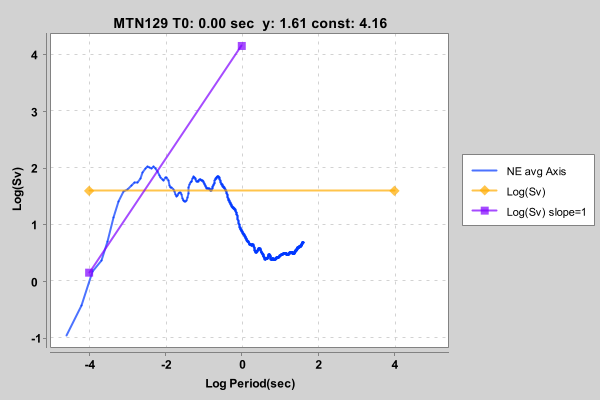 MTN129 T0: 0.00 sec  y: 1.61 const: 4.16
Log(Sv)
4
3
2
1
0
-1
-4
-2
0
2
4
Log Period(sec)
NE avg Axis
Log(Sv)
Log(Sv) slope=1